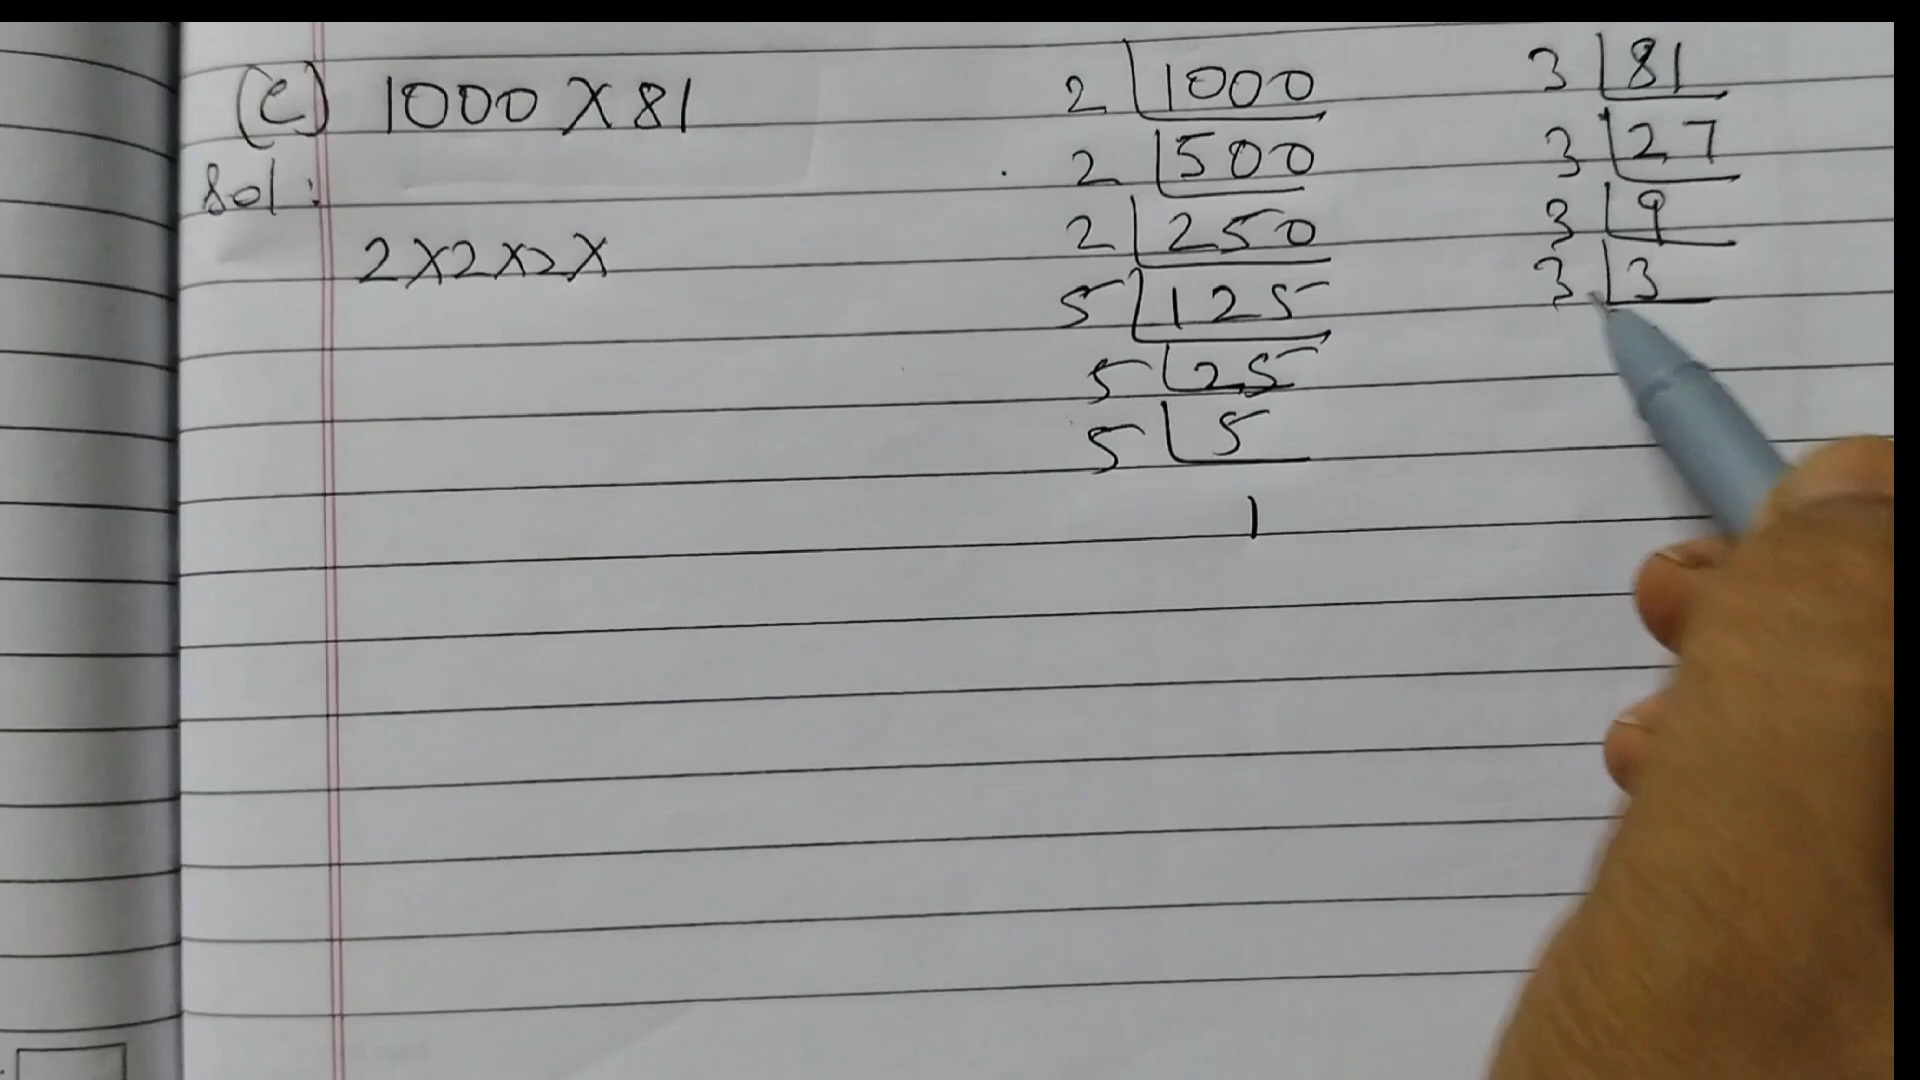 (c) 1000 X 81
Sol:
2X2X2X
2 | 1000
2 | 500
2 | 250
5 | 125
5 | 25
5 | 5
1
3 | 81
3 | 27
3 | 9
3 | 3